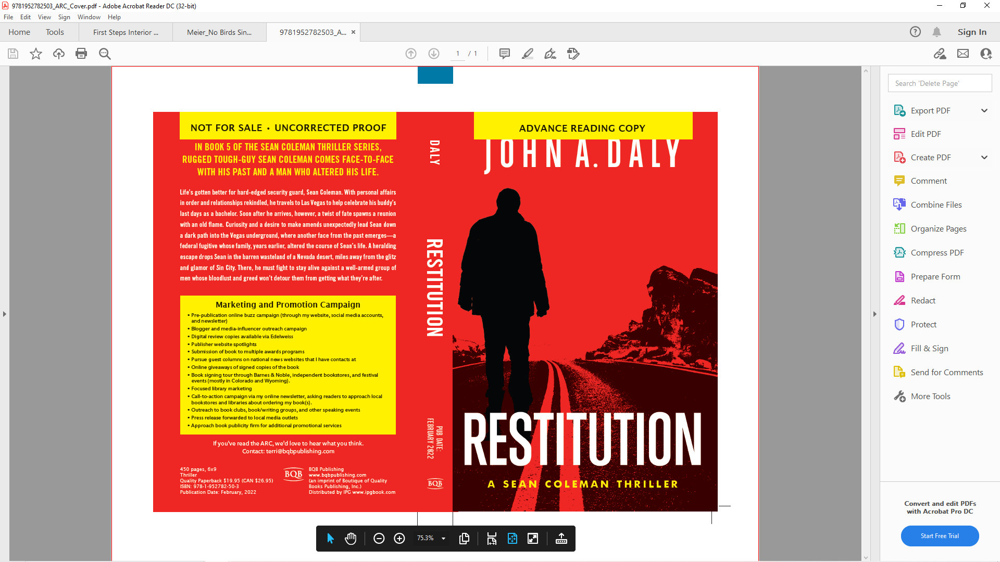 9781952782503_ARC_Cover.pdf - Adobe Acrobat Reader DC (32-bit)
File Edit View Sign Window Help
Home Tools First Steps Interior ... Meier_No Birds Sin... 9781952782503_A... Sign In
1 / 1
NOT FOR SALE • UNCORRECTED PROOF
IN BOOK 5 OF THE SEAN COLEMAN THRILLER SERIES,
RUGGED TOUGH-GUY SEAN COLEMAN COMES FACE-TO-FACE
WITH HIS PAST AND A MAN WHO ALTERED HIS LIFE.
Life's gotten better for hard-edged security guard, Sean Coleman. With personal affairs
in order and relationships rekindled, he travels to Las Vegas to help celebrate his buddy's
last days as a bachelor. Soon after he arrives, however, a twist of fate spawns a reunion
with an old flame. Curiosity and a desire to make amends unexpectedly lead Sean down
a dark path into the Vegas underground, where another face from the past emerges—a
federal fugitive whose family, years earlier, altered the course of Sean's life. A heralding
escape drops Sean in the barren wasteland of a Nevada desert, miles away from the glitz
and glamor of Sin City. There, he must fight to stay alive against a well-armed group of
men whose bloodlust and greed won't detour them from getting what they're after.
Marketing and Promotion Campaign
• Pre-publication online buzz campaign (through my website, social media accounts,
and newsletter)
• Blogger and media-influencer outreach campaign
• Digital review copies available via Edelweiss
• Publisher website spotlights
• Submission of book to multiple awards programs
• Pursue guest columns on national news websites that I have contacts at
• Online giveaways of signed copies of the book
• Book signing tour through Barnes & Noble, independent bookstores, and festival
events (mostly in Colorado and Wyoming).
• Focused library marketing
• Call-to-action campaign via my online newsletter, asking readers to approach local
bookstores and libraries about ordering my book(s).
• Outreach to book clubs, book/writing groups, and other speaking events
• Press release forwarded to local media outlets
• Approach book publicity firm for additional promotional services
If you've read the ARC, we'd love to hear what you think.
Contact: terri@bqbpublishing.com
450 pages, 6x9
Thriller
Quality Paperback $19.95 (CAN $26.95)
ISBN: 978-1-952782-50-3
Publication Date: February, 2022
BQB
BQB Publishing
www.bqbpublishing.com
(an imprint of Boutique of Quality
Books Publishing, Inc.)
Distributed by IPG www.ipgbook.com
DALY
RESTITUTION
PUB DATE:
FEBRUARY 2022
BQB
ADVANCE READING COPY
JOHN A. DALY
RESTITUTION
A SEAN COLEMAN THRILLER
75.3%
Search 'Delete Page'
Export PDF
Edit PDF
Create PDF
Comment
Combine Files
Organize Pages
Compress PDF
Prepare Form
Redact
Protect
Fill & Sign
Send for Comments
More Tools
Convert and edit PDFs
with Acrobat Pro DC
Start Free Trial